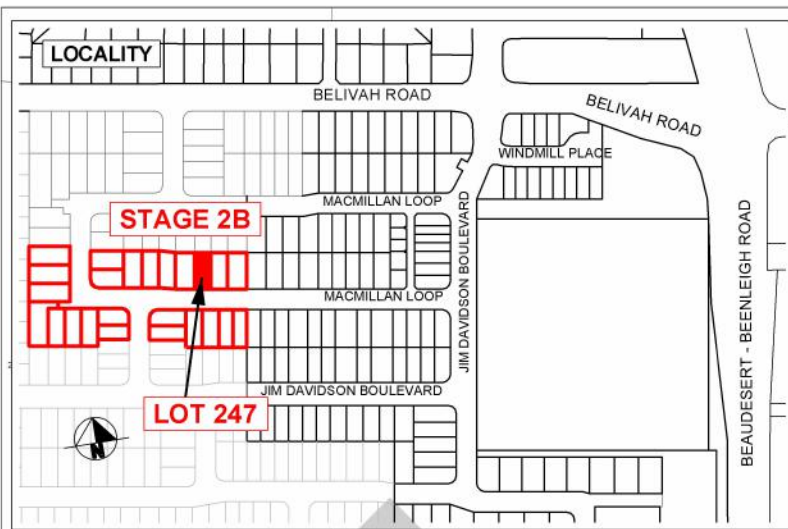 LOCALITY
BELIVAH ROAD
BELIVAH ROAD
WINDMILL PLACE
MACMILLAN LOOP
STAGE 2B
JIM DAVIDSON BOULEVARD
BEAUDESERT - BEENLEIGH ROAD
MACMILLAN LOOP
JIM DAVIDSON BOULEVARD
LOT 247
N